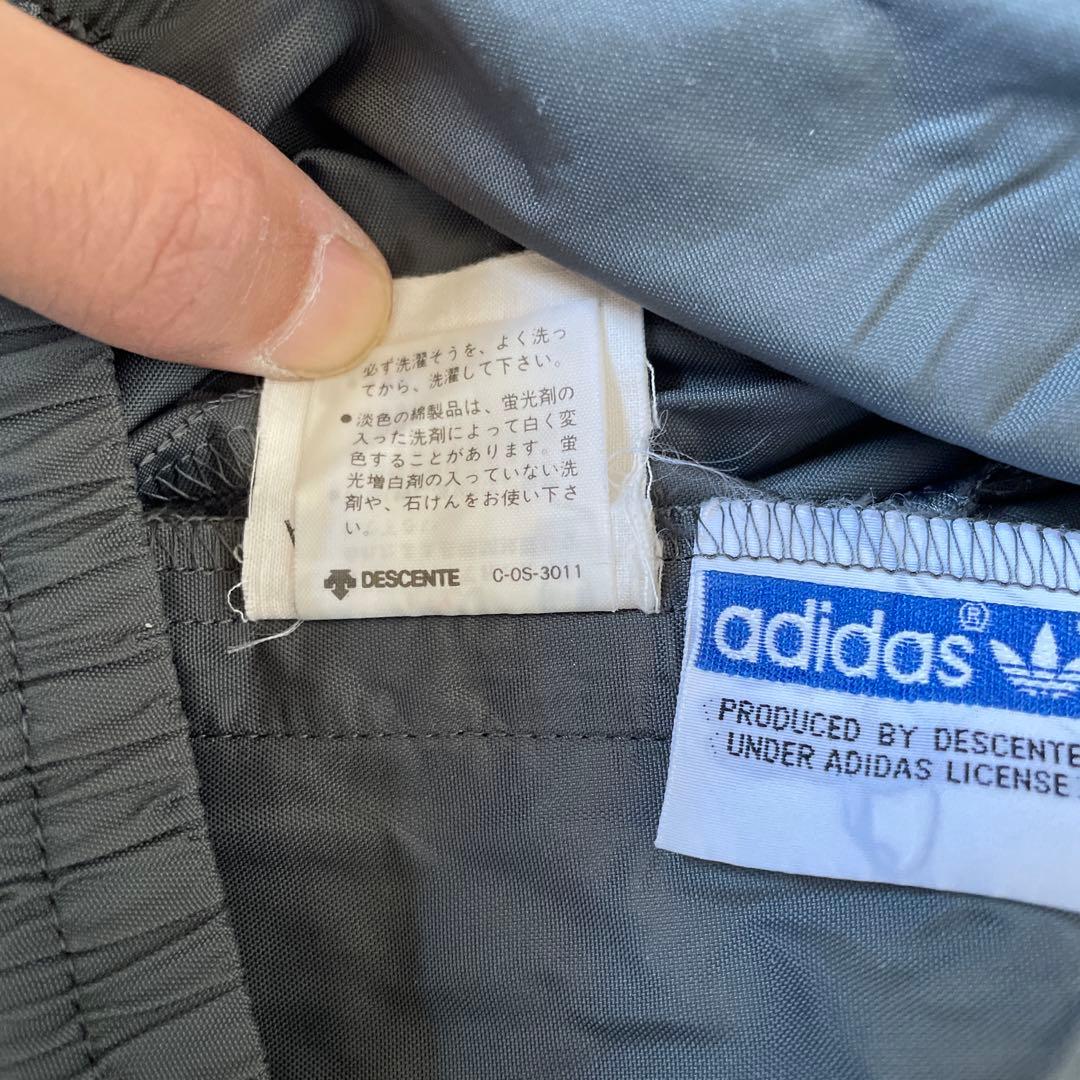 必ず洗濯そうを、よく洗っ
てから、洗濯して下さい。
●淡色の綿製品は、蛍光剤の
入った洗剤によって白く変
色することがあります。蛍
光増白剤の入っていない洗
剤や、石けんをお使い下さ
い。
DESCENTE C-OS-3011
adidas®
PRODUCED BY DESCENTE
UNDER ADIDAS LICENSE